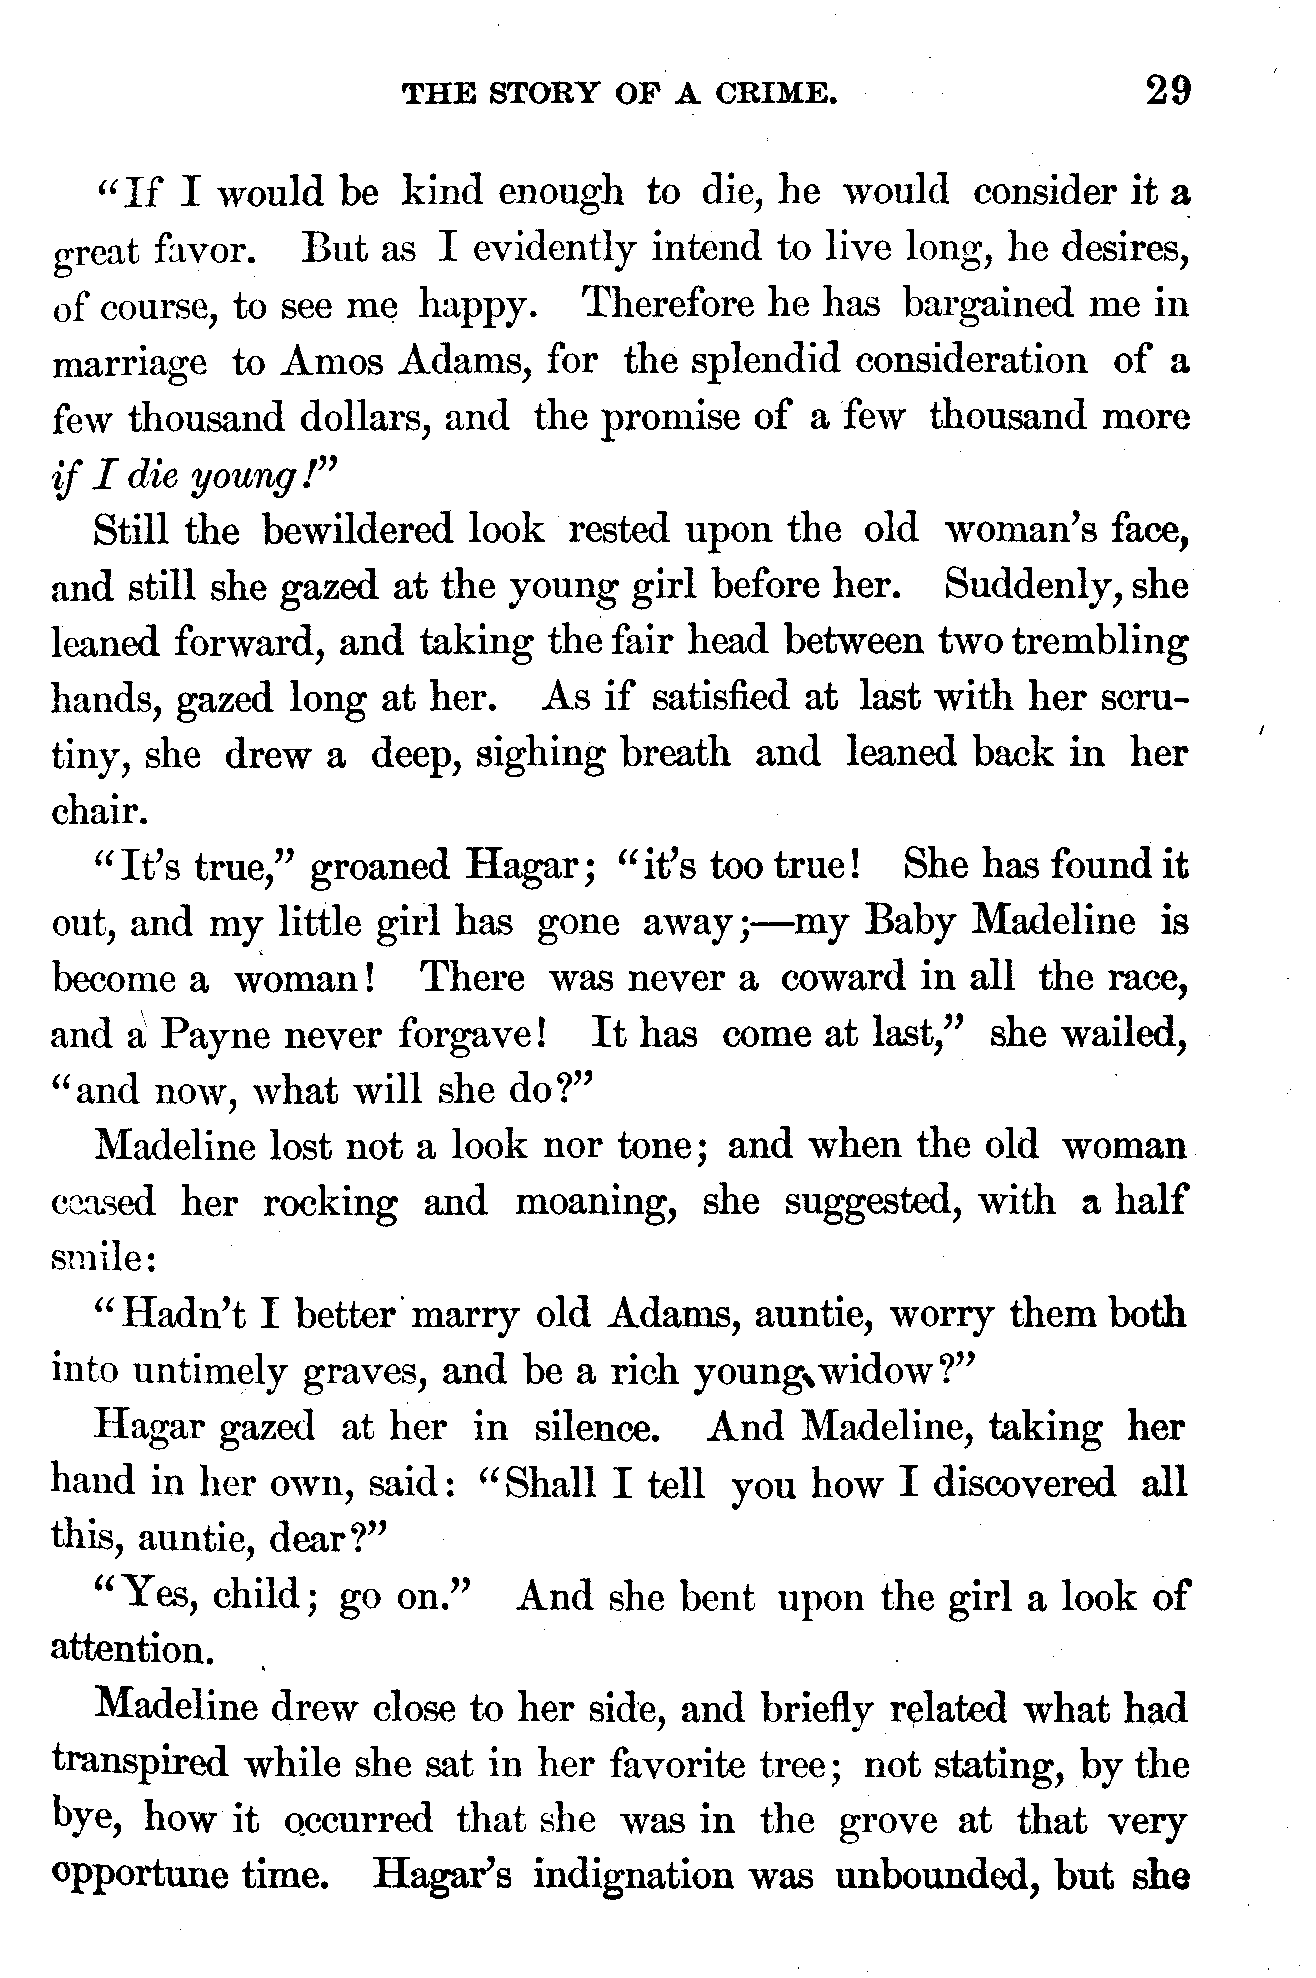 THE STORY OF A CRIME. 29
“If I would be kind enough to die, he would consider it a
great favor. But as I evidently intend to live long, he desires,
of course, to see me happy. Therefore he has bargained me in
marriage to Amos Adams, for the splendid consideration of a
few thousand dollars, and the promise of a few thousand more
if I die young!”
Still the bewildered look rested upon the old woman’s face,
and still she gazed at the young girl before her. Suddenly, she
leaned forward, and taking the fair head between two trembling
hands, gazed long at her. As if satisfied at last with her scru-
tiny, she drew a deep, sighing breath and leaned back in her
chair.
“It’s true,” groaned Hagar; “it’s too true! She has found it
out, and my little girl has gone away;—my Baby Madeline is
become a woman! There was never a coward in all the race,
and a Payne never forgave! It has come at last,” she wailed,
“and now, what will she do?”
Madeline lost not a look nor tone; and when the old woman
ceased her rocking and moaning, she suggested, with a half
smile:
“Hadn’t I better marry old Adams, auntie, worry them both
into untimely graves, and be a rich young widow?”
Hagar gazed at her in silence. And Madeline, taking her
hand in her own, said: “Shall I tell you how I discovered all
this, auntie, dear?”
“Yes, child; go on.” And she bent upon the girl a look of
attention.
Madeline drew close to her side, and briefly related what had
transpired while she sat in her favorite tree; not stating, by the
bye, how it occurred that she was in the grove at that very
opportune time. Hagar’s indignation was unbounded, but she